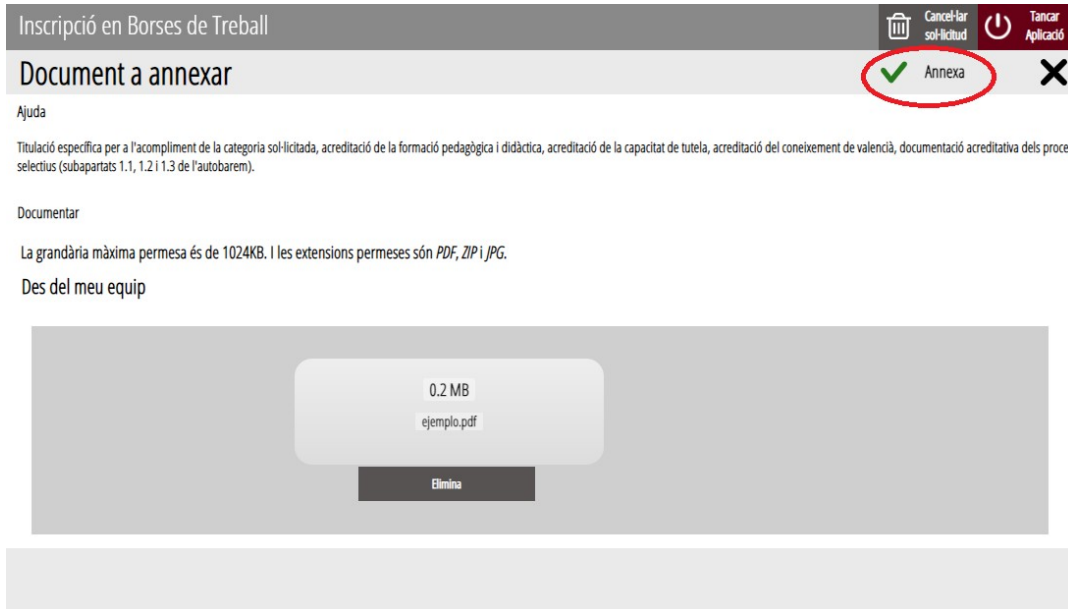 Inscripció en Borses de Treball
Cancel·lar
sol·licitud
Tancar
Aplicació
Document a annexar
Annexa
Ajuda
Titulació específica per a l'acompliment de la categoria sol·licitada, acreditació de la formació pedagògica i didàctica, acreditació de la capacitat de tutela, acreditació del coneixement de valencià, documentació acreditativa dels proce
selectius (subapartats 1.1, 1.2 i 1.3 de l'autobarem).
Documentar
La grandària màxima permesa és de 1024KB. I les extensions permeses són PDF, ZIP i JPG.
Des del meu equip
0.2 MB
ejemplo.pdf
Elimina